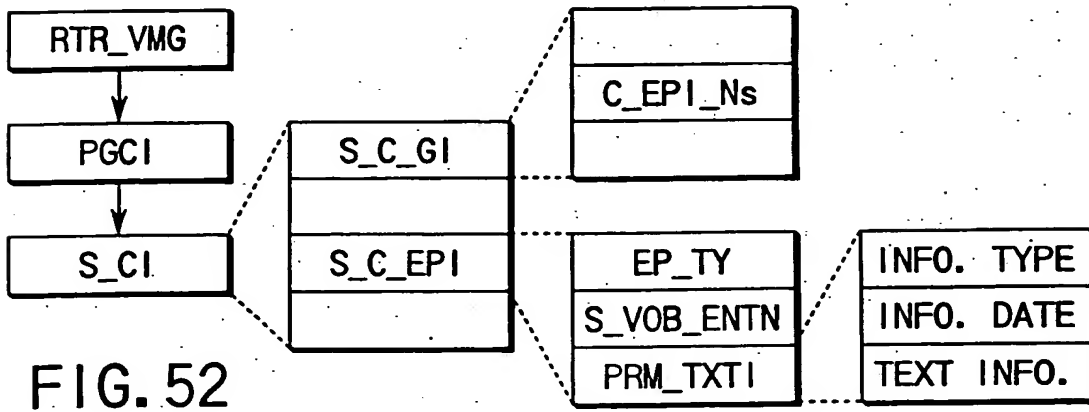 RTR_VMG
PGCI
S_CI
S_C_GI
S_C_EPI
C_EPI_Ns
EP_TY
S_VOB_ENTN
PRM_TXTI
INFO. TYPE
INFO. DATE
TEXT INFO.
FIG. 52